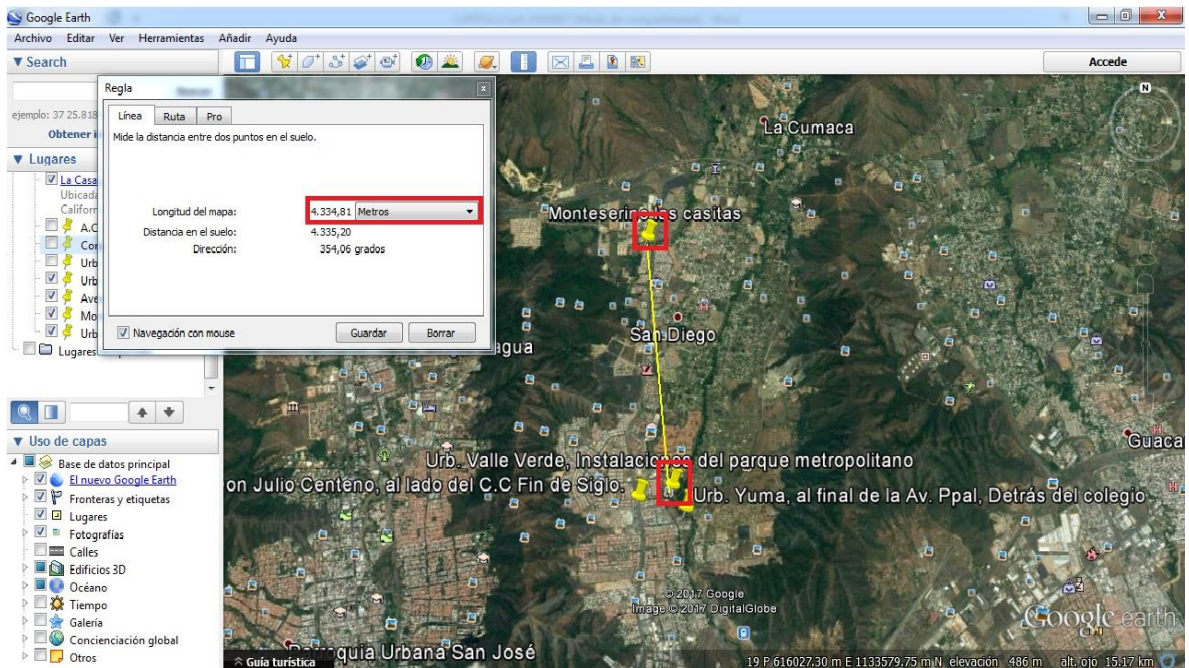 Google Earth
Archivo Editar Ver Herramientas Añadir Ayuda
Search
Accede
ejemplo: 37 25.818
Obtener i
Lugares
La Casa
Ubicada
Californ
A.C
Con
Urb
Urb
Ave
Mo
Urb
Lugares
Regla
Línea Ruta Pro
Mide la distancia entre dos puntos en el suelo.
Longitud del mapa: 4.334,81 Metros
Distancia en el suelo: 4.335,20
Dirección: 354,06 grados
Navegación con mouse
Guardar Borrar
N
La Cumaca
Monteserino las casitas
San Diego
agua
Guaca
Urb. Valle Verde, Instalaciones del parque metropolitano
on Julio Centeno, al lado del C.C Fin de Siglo.
Urb. Yuma, al final de la Av. Ppal, Detrás del colegio
Uso de capas
Base de datos principal
El nuevo Google Earth
Fronteras y etiquetas
Lugares
Fotografías
Calles
Edificios 3D
Océano
Tiempo
Galería
Concienciación global
Otros
© 2017 Google
Image © 2017 DigitalGlobe
Google earth
Parroquia Urbana San José
Guía turística
19 P 616027.30 m E 1133579.75 m N elevación 486 m alt. ojo 15.17 km